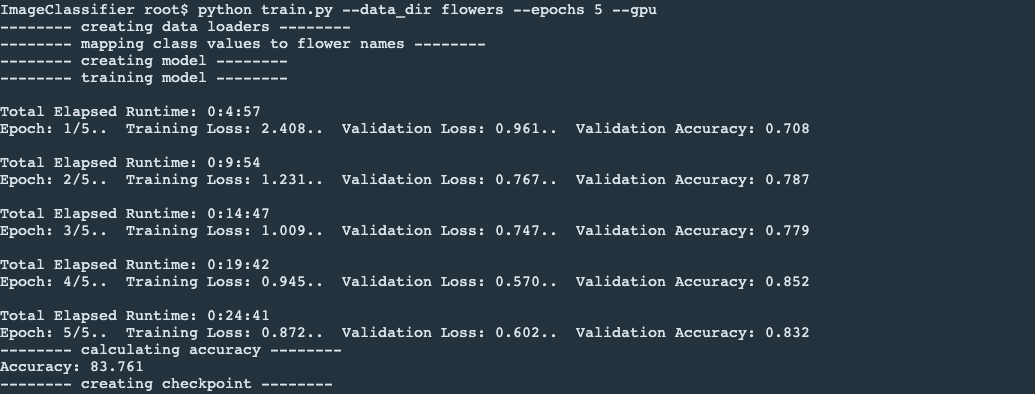 ImageClassifier root$ python train.py --data_dir flowers --epochs 5 --gpu
-------- creating data loaders --------
-------- mapping class values to flower names --------
-------- creating model --------
-------- training model --------
Total Elapsed Runtime: 0:4:57
Epoch: 1/5..  Training Loss: 2.408..  Validation Loss: 0.961..  Validation Accuracy: 0.708
Total Elapsed Runtime: 0:9:54
Epoch: 2/5..  Training Loss: 1.231..  Validation Loss: 0.767..  Validation Accuracy: 0.787
Total Elapsed Runtime: 0:14:47
Epoch: 3/5..  Training Loss: 1.009..  Validation Loss: 0.747..  Validation Accuracy: 0.779
Total Elapsed Runtime: 0:19:42
Epoch: 4/5..  Training Loss: 0.945..  Validation Loss: 0.570..  Validation Accuracy: 0.852
Total Elapsed Runtime: 0:24:41
Epoch: 5/5..  Training Loss: 0.872..  Validation Loss: 0.602..  Validation Accuracy: 0.832
-------- calculating accuracy --------
Accuracy: 83.761
-------- creating checkpoint --------